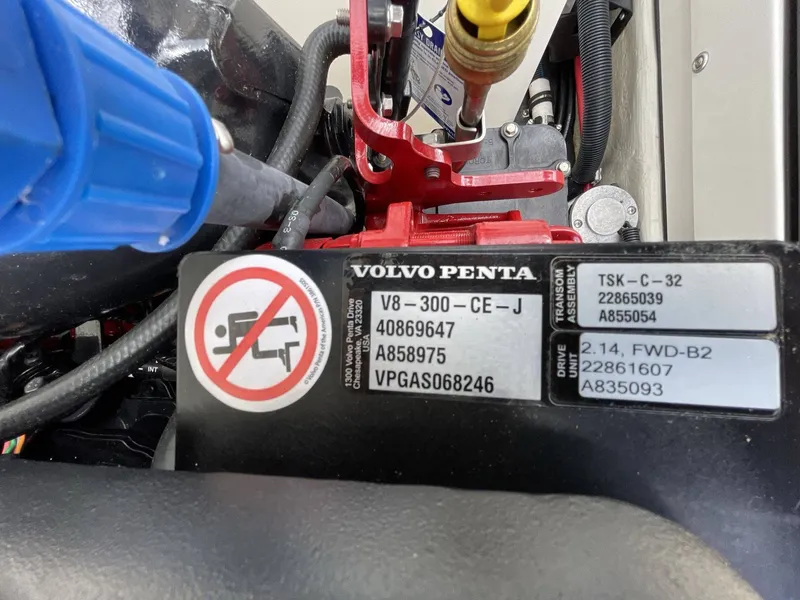 VOLVO PENTA
V8-300-CE-J
40869647
A858975
VPGAS068246
1300 Volvo Penta Drive
Chesapeake, VA 23320
USA
TRANSOM
ASSEMBLY
TSK-C-32
22865039
A855054
DRIVE
UNIT
2.14, FWD-B2
22861607
A835093
INT